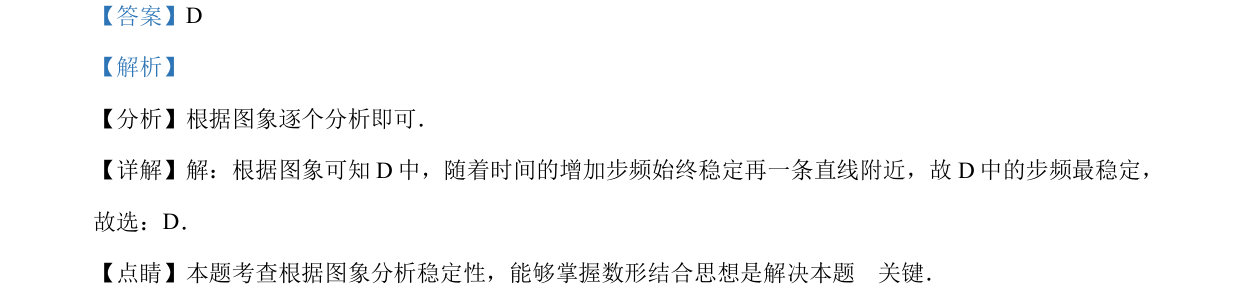 【答案】D
【解析】
【分析】根据图象逐个分析即可．
【详解】解：根据图象可知 D 中，随着时间的增加步频始终稳定再一条直线附近，故 D 中的步频最稳定，
故选：D．
【点睛】本题考查根据图象分析稳定性，能够掌握数形结合思想是解决本题　关键．